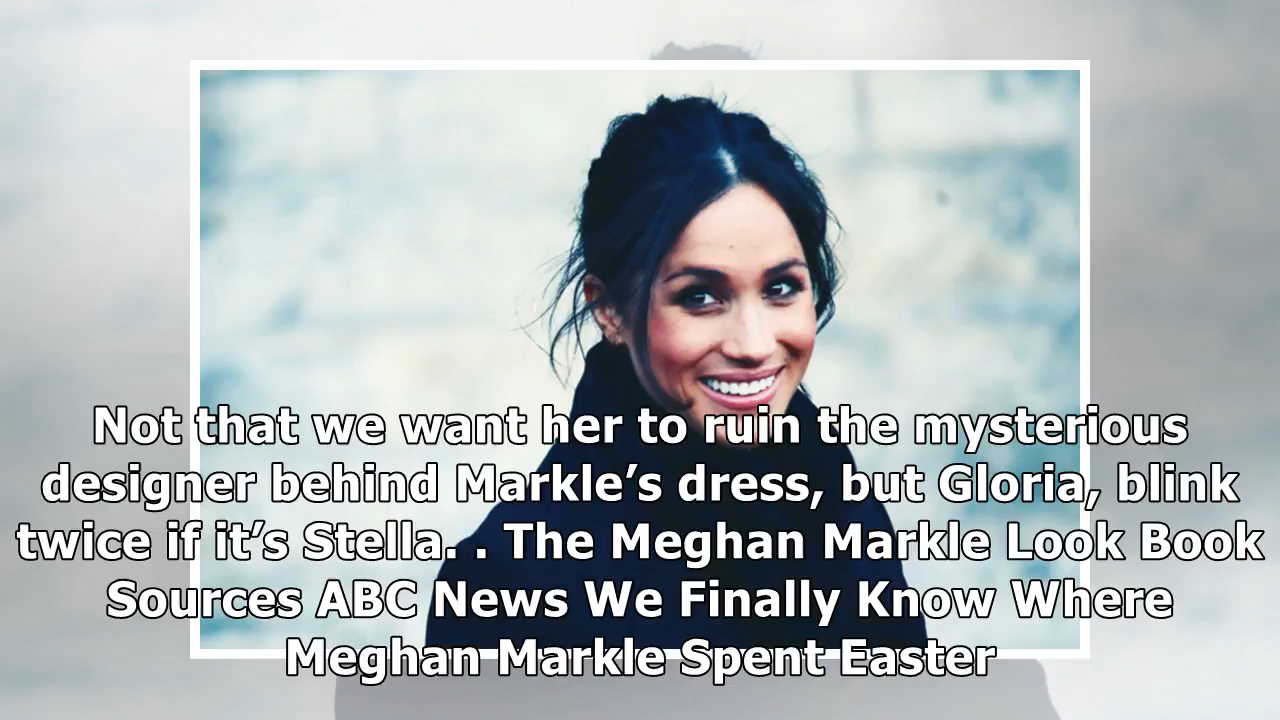 Not that we want her to ruin the mysterious
designer behind Markle’s dress, but Gloria, blink
twice if it’s Stella. . The Meghan Markle Look Book
Sources ABC News We Finally Know Where
Meghan Markle Spent Easter